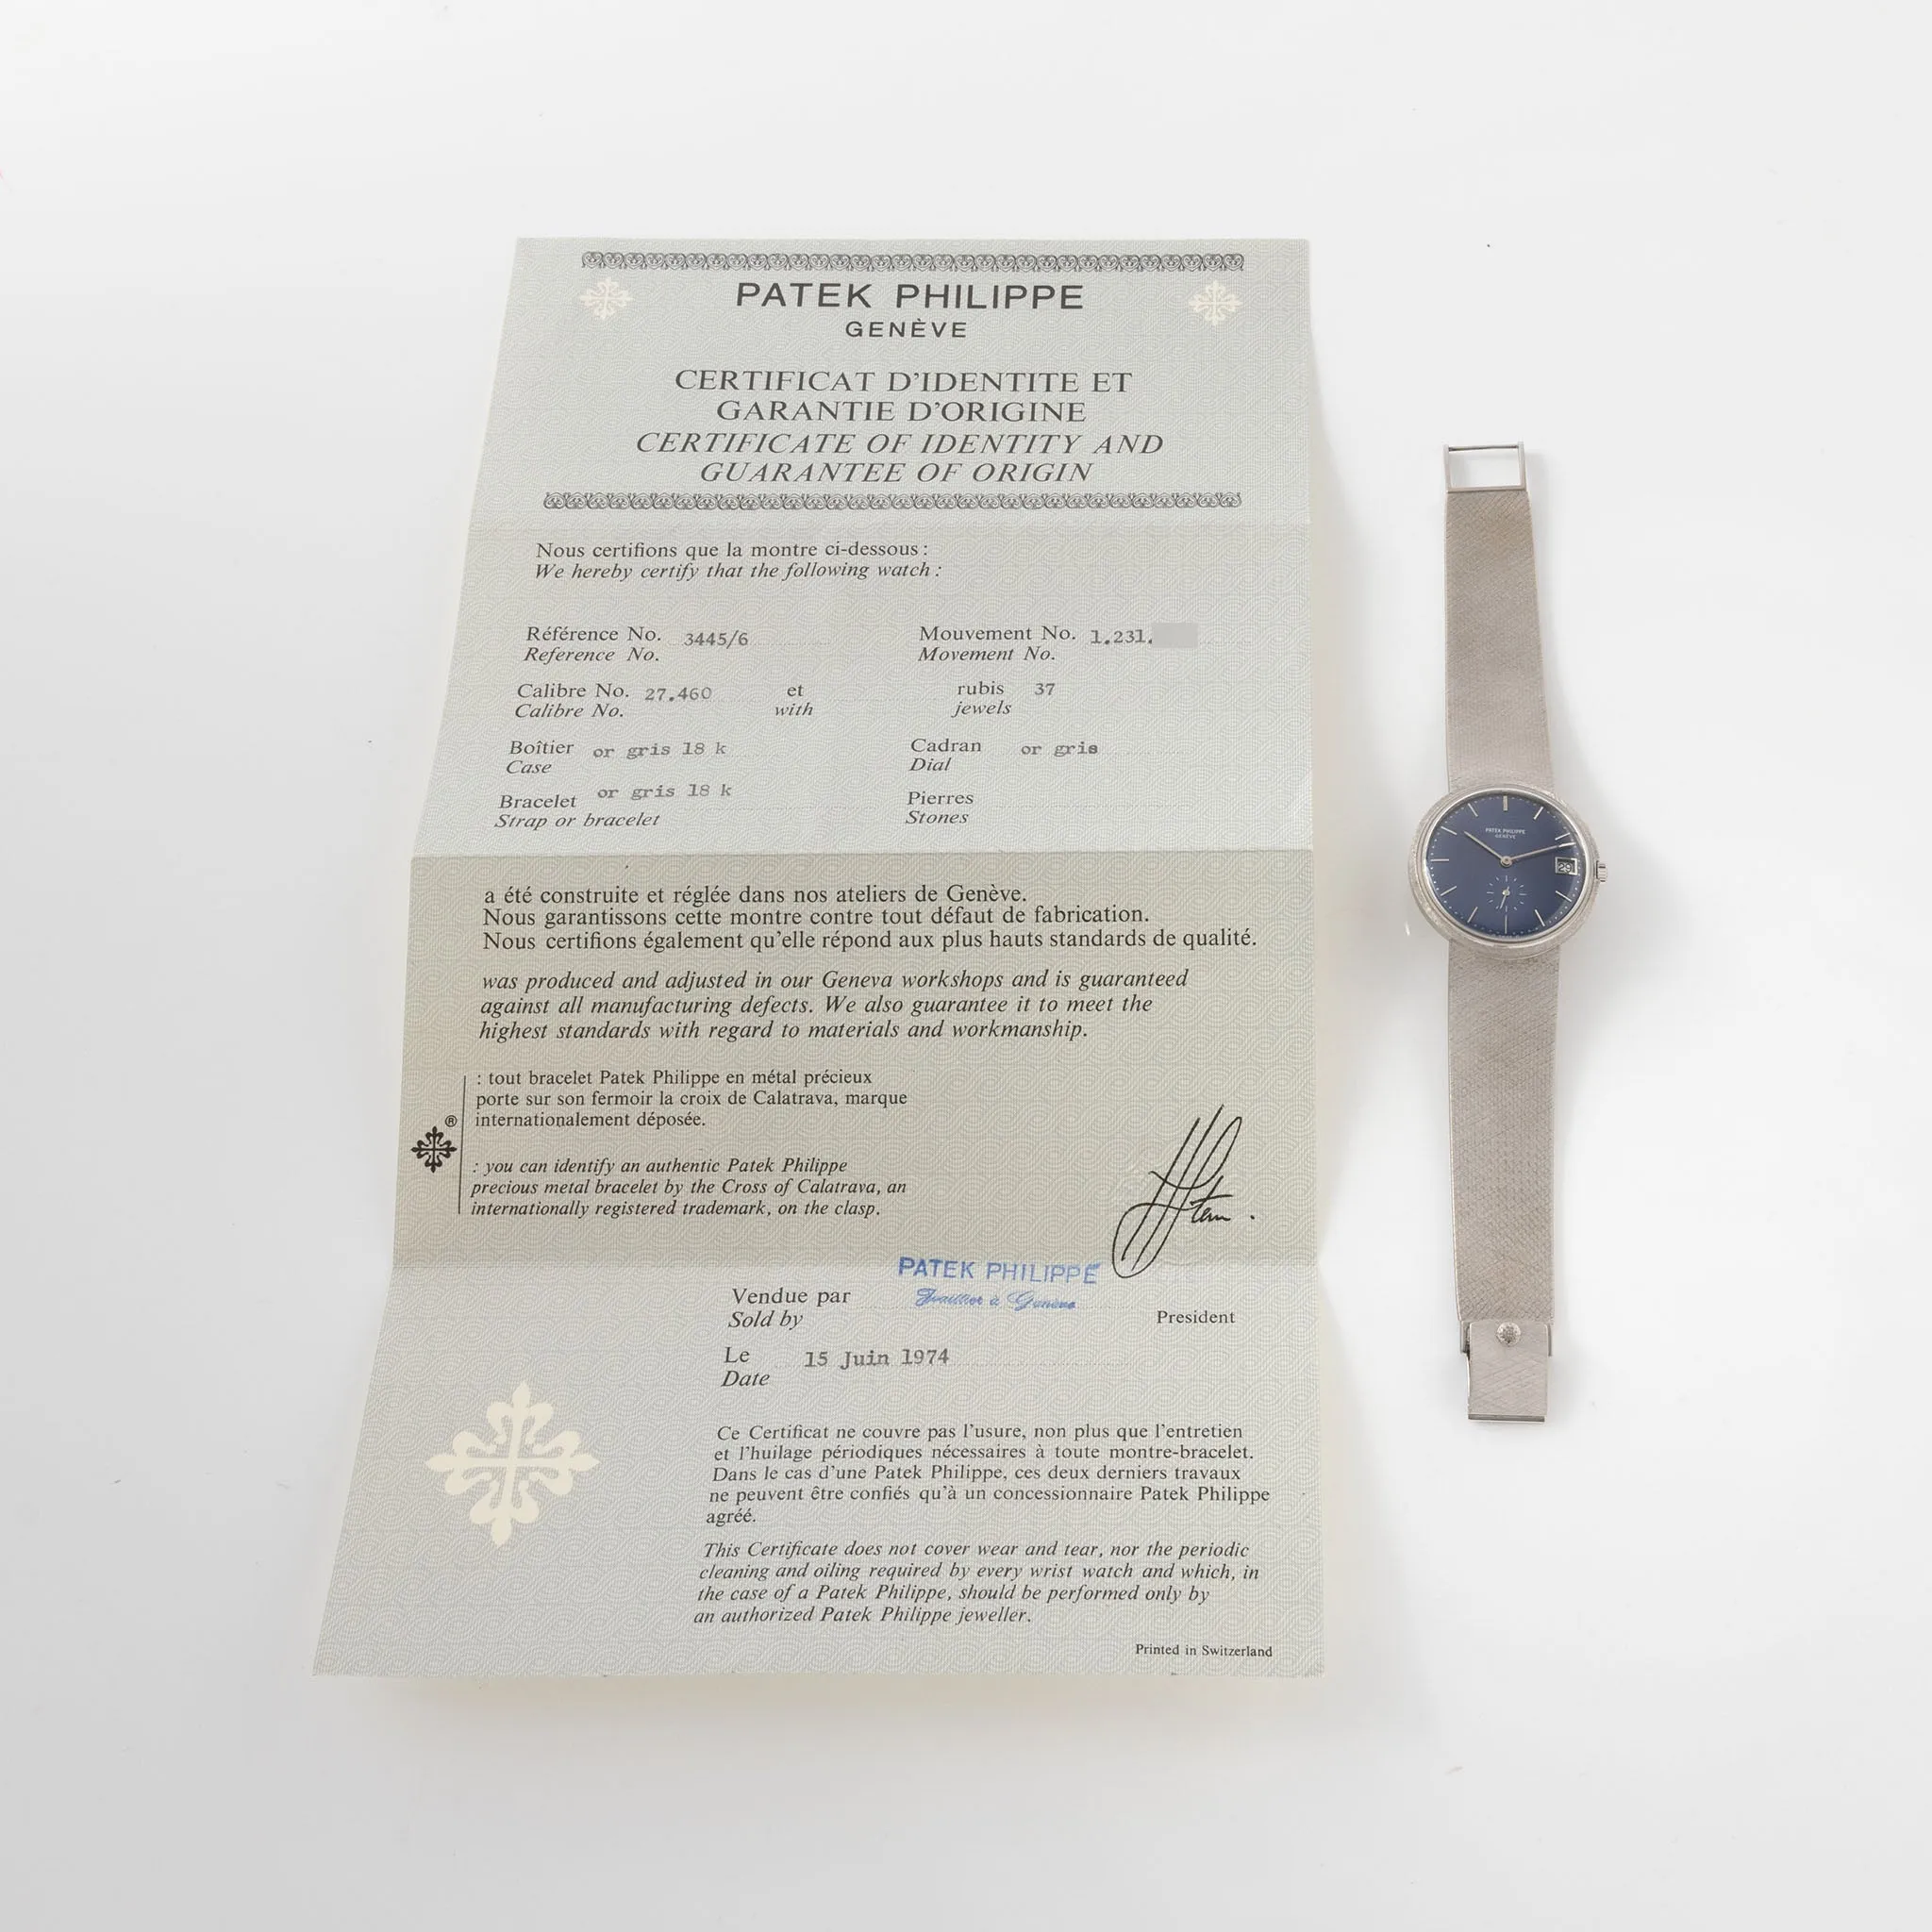 PATEK PHILIPPE
GENÈVE
CERTIFICAT D'IDENTITE ET
GARANTIE D'ORIGINE
CERTIFICATE OF IDENTITY AND
GUARANTEE OF ORIGIN
Nous certifions que la montre ci-dessous :
We hereby certify that the following watch :
Référence No. 3445/6 Mouvement No. 1.231.
Reference No. Movement No.
Calibre No. 27.460 et rubis 37
Calibre No. with jewels
Boîtier or gris 18 k Cadran or gris
Case Dial
Bracelet or gris 18 k Pierres
Strap or bracelet Stones
a été construite et réglée dans nos ateliers de Genève.
Nous garantissons cette montre contre tout défaut de fabrication.
Nous certifions également qu'elle répond aux plus hauts standards de qualité.
was produced and adjusted in our Geneva workshops and is guaranteed
against all manufacturing defects. We also guarantee it to meet the
highest standards with regard to materials and workmanship.
: tout bracelet Patek Philippe en métal précieux
porte sur son fermoir la croix de Calatrava, marque
® internationalement déposée.
: you can identify an authentic Patek Philippe
precious metal bracelet by the Cross of Calatrava, an
internationally registered trademark, on the clasp.
Stern.
PATEK PHILIPPE
Vendue par Joaillier à Genève
Sold by President
Le 15 Juin 1974
Date
Ce Certificat ne couvre pas l'usure, non plus que l'entretien
et l'huilage périodiques nécessaires à toute montre-bracelet.
Dans le cas d'une Patek Philippe, ces deux derniers travaux
ne peuvent être confiés qu'à un concessionnaire Patek Philippe
agréé.
This Certificate does not cover wear and tear, nor the periodic
cleaning and oiling required by every wrist watch and which, in
the case of a Patek Philippe, should be performed only by
an authorized Patek Philippe jeweller.
Printed in Switzerland
PATEK PHILIPPE
GENÈVE
29